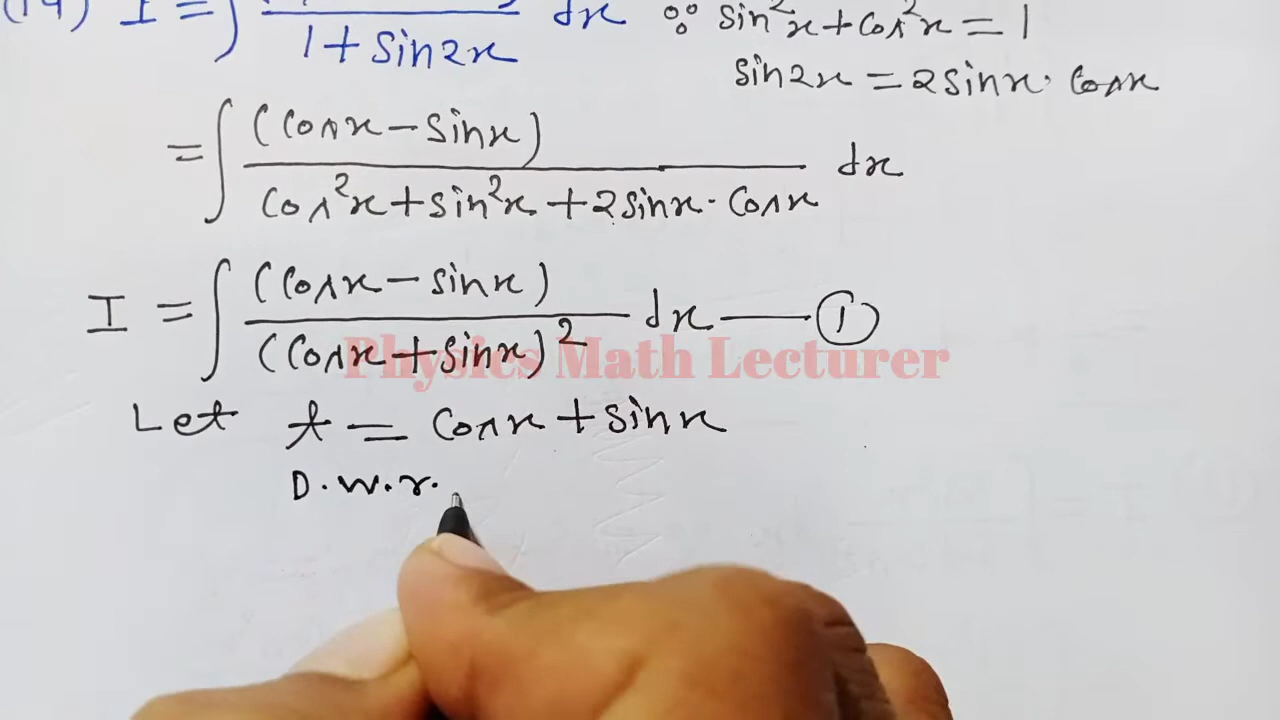 (19) I = ∫ / 1 + sin2x dx ∵ sin²x + cos²x = 1
sin2x = 2sinx · cosx
= ∫ (cosx − sinx) / cos²x + sin²x + 2sinx · cosx dx
I = ∫ (cosx − sinx) / (cosx + sinx)² dx —— ①
Physics Math Lecturer
Let t = cosx + sinx
D.w.r.